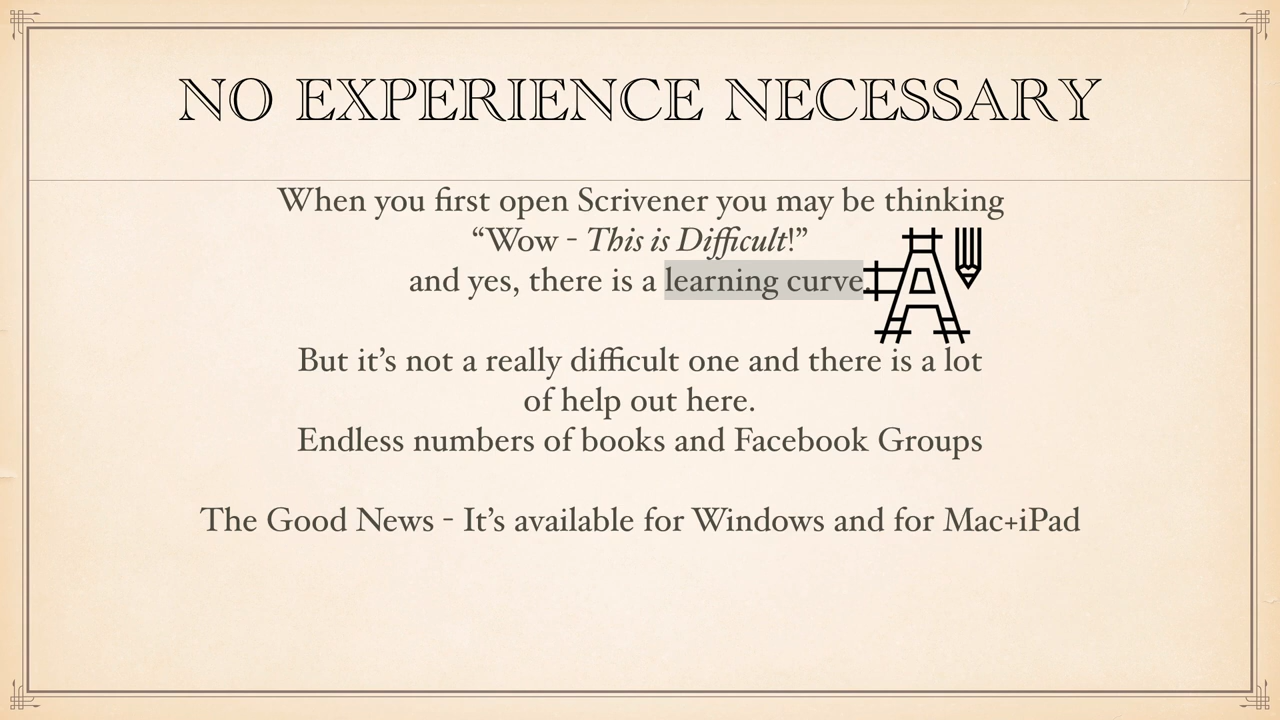 NO EXPERIENCE NECESSARY
When you first open Scrivener you may be thinking
“Wow - This is Difficult!”
and yes, there is a learning curve.
But it’s not a really difficult one and there is a lot
of help out here.
Endless numbers of books and Facebook Groups
The Good News - It’s available for Windows and for Mac+iPad